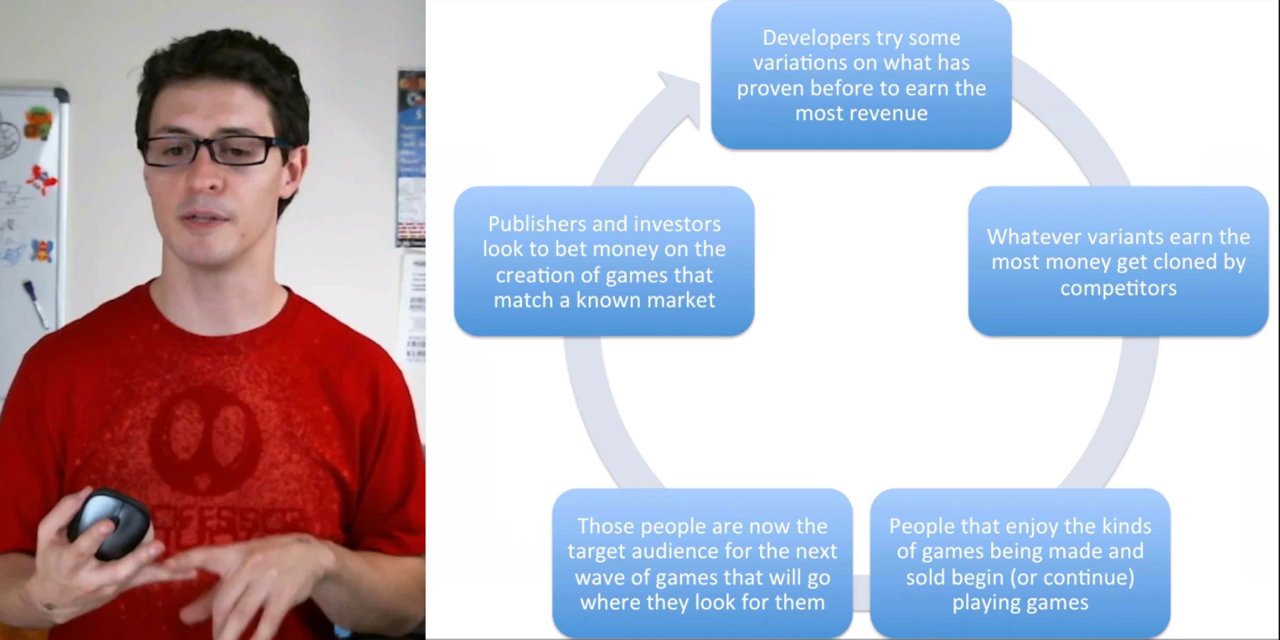 Developers try some
variations on what has
proven before to earn the
most revenue
Whatever variants earn the
most money get cloned by
competitors
People that enjoy the kinds
of games being made and
sold begin (or continue)
playing games
Those people are now the
target audience for the next
wave of games that will go
where they look for them
Publishers and investors
look to bet money on the
creation of games that
match a known market